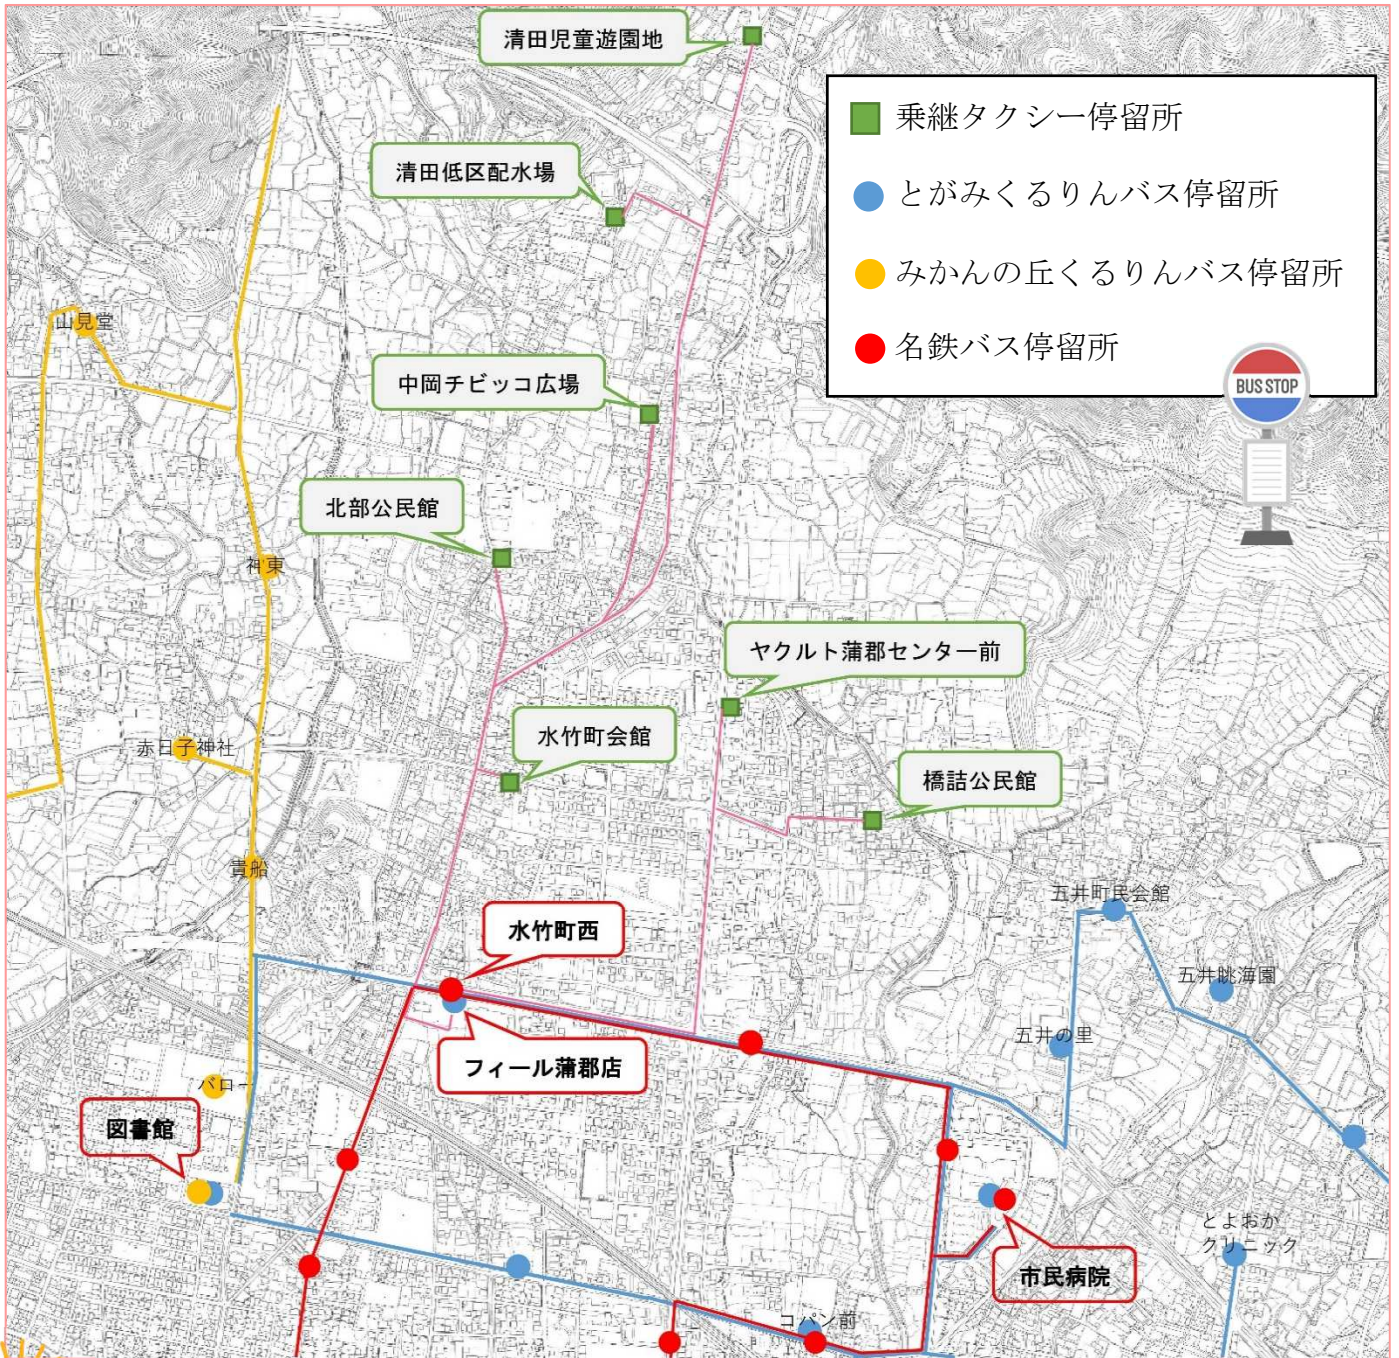 清田児童遊園地
乗継タクシー停留所
清田低区配水場
とがみくるりんバス停留所
みかんの丘くるりんバス停留所
山見堂
名鉄バス停留所
中岡チビッコ広場
BUS STOP
北部公民館
神東
ヤクルト蒲郡センター前
水竹町会館
赤日子神社
橋詰公民館
貴船
五井町民会館
水竹町西
五井眺海園
五井の里
フィール蒲郡店
バロー
図書館
とよおか
クリニック
市民病院
コパン前